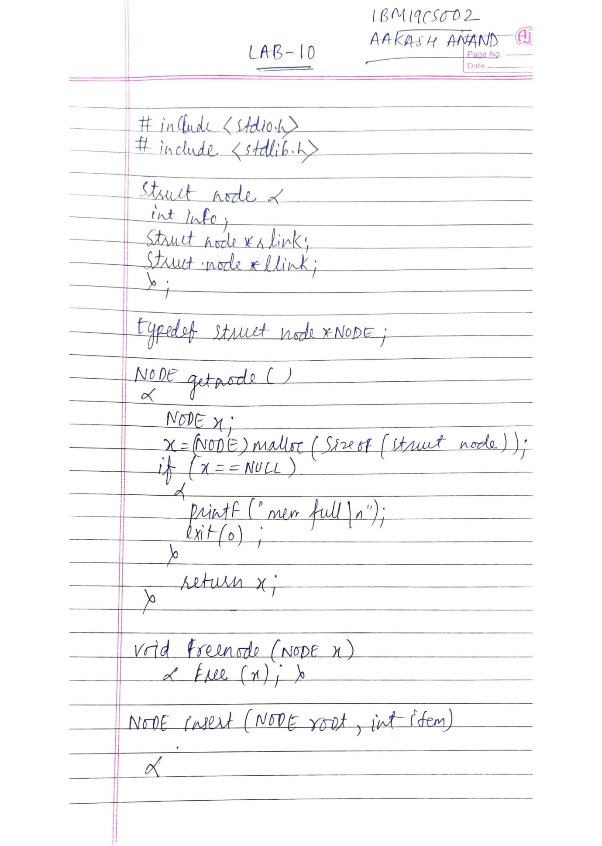 1BM19CS002
AAKASH ANAND
Page No.
Date
LAB-10
# include <stdio.h>
# include <stdlib.h>
struct node {
int info;
struct node *rlink;
struct node *llink;
};
typedef struct node *NODE;
NODE getnode()
{
NODE x;
x=(NODE)malloc(sizeof(struct node));
if (x==NULL)
{
printf("mem full\n");
exit(0);
}
return x;
}
void freenode(NODE x)
{ free(x); }
NODE insert(NODE root, int item)
{